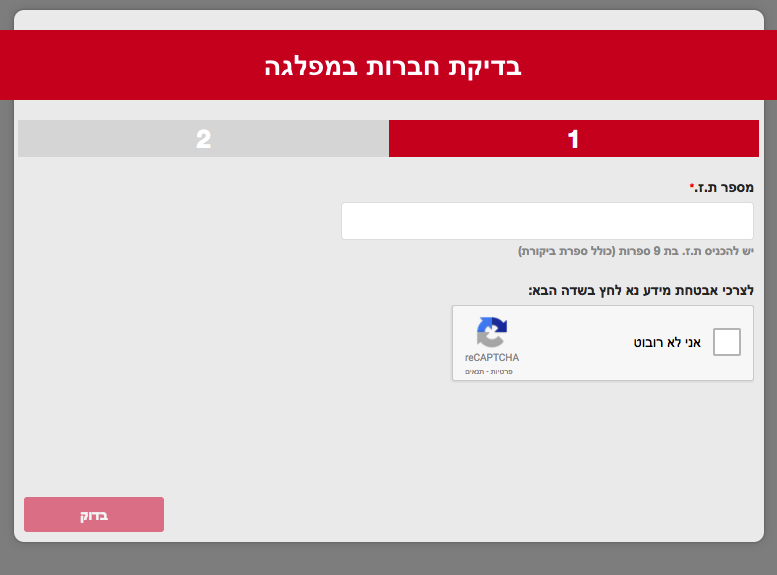 בדיקת חברות במפלגה
1
2
מספר ת.ז.*
יש להכניס ת.ז. בת 9 ספרות (כולל ספרת ביקורת)
לצרכי אבטחת מידע נא לחץ בשדה הבא:
אני לא רובוט
reCAPTCHA
פרטיות - תנאים
בדוק